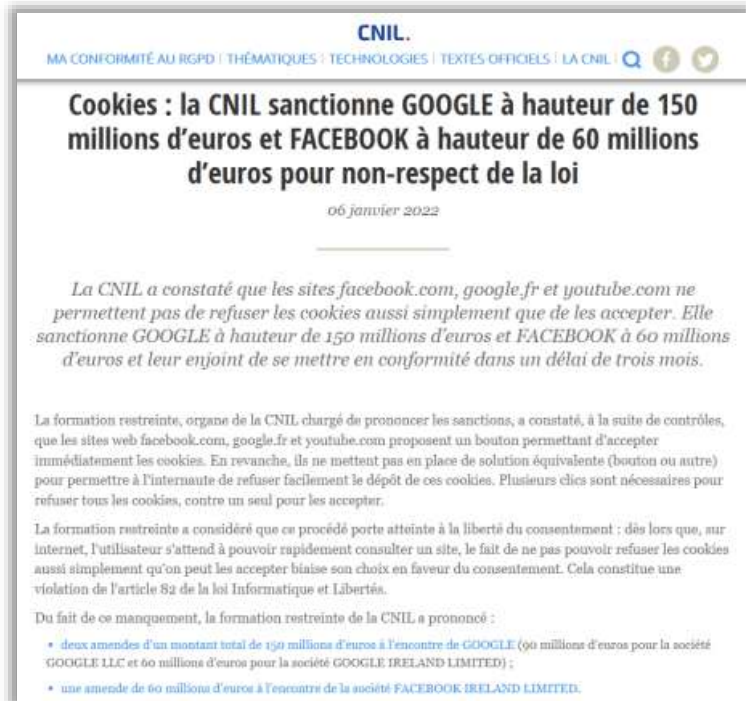 CNIL.
MA CONFORMITÉ AU RGPD | THÉMATIQUES | TECHNOLOGIES | TEXTES OFFICIELS | LA CNIL |
Cookies : la CNIL sanctionne GOOGLE à hauteur de 150
millions d’euros et FACEBOOK à hauteur de 60 millions
d’euros pour non-respect de la loi
06 janvier 2022
La CNIL a constaté que les sites facebook.com, google.fr et youtube.com ne
permettent pas de refuser les cookies aussi simplement que de les accepter. Elle
sanctionne GOOGLE à hauteur de 150 millions d’euros et FACEBOOK à 60 millions
d’euros et leur enjoint de se mettre en conformité dans un délai de trois mois.
La formation restreinte, organe de la CNIL chargé de prononcer les sanctions, a constaté, à la suite de contrôles,
que les sites web facebook.com, google.fr et youtube.com proposent un bouton permettant d’accepter
immédiatement les cookies. En revanche, ils ne mettent pas en place de solution équivalente (bouton ou autre)
pour permettre à l’internaute de refuser facilement le dépôt de ces cookies. Plusieurs clics sont nécessaires pour
refuser tous les cookies, contre un seul pour les accepter.
La formation restreinte a considéré que ce procédé porte atteinte à la liberté du consentement : dès lors que, sur
internet, l’utilisateur s’attend à pouvoir rapidement consulter un site, le fait de ne pas pouvoir refuser les cookies
aussi simplement qu’on peut les accepter biaise son choix en faveur du consentement. Cela constitue une
violation de l’article 82 de la loi Informatique et Libertés.
Du fait de ce manquement, la formation restreinte de la CNIL a prononcé :
• deux amendes d’un montant total de 150 millions d’euros à l’encontre de GOOGLE (90 millions d’euros pour la société
GOOGLE LLC et 60 millions d’euros pour la société GOOGLE IRELAND LIMITED) ;
• une amende de 60 millions d’euros à l’encontre de la société FACEBOOK IRELAND LIMITED.